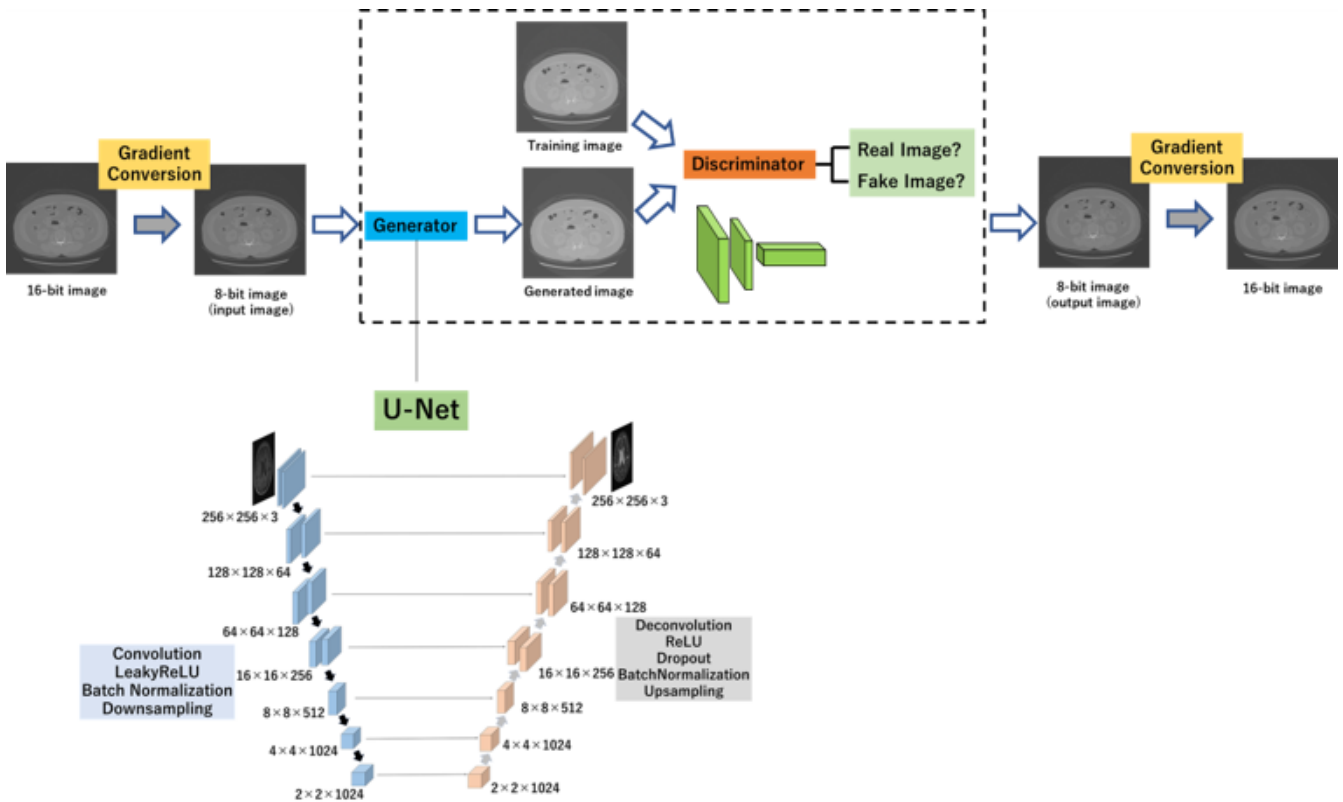 Training image
Gradient
Conversion
Discriminator
Real Image?
Fake Image?
Gradient
Conversion
Generator
16-bit image
8-bit image
(input image)
Generated image
8-bit image
(output image)
16-bit image
U-Net
256×256×3
256×256×3
128×128×64
128×128×64
64×64×128
64×64×128
Convolution
LeakyReLU
Batch Normalization
Downsampling
16×16×256
16×16×256
Deconvolution
ReLU
Dropout
BatchNormalization
Upsampling
8×8×512
8×8×512
4×4×1024
4×4×1024
2×2×1024
2×2×1024